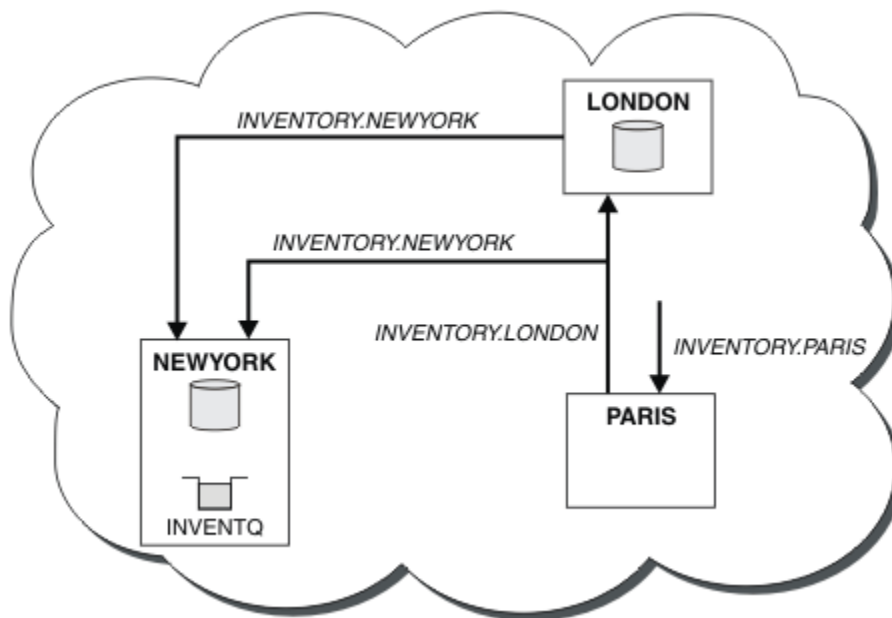 LONDON
INVENTORY.NEWYORK
INVENTORY.NEWYORK
INVENTORY.LONDON
INVENTORY.PARIS
NEWYORK
PARIS
INVENTQ